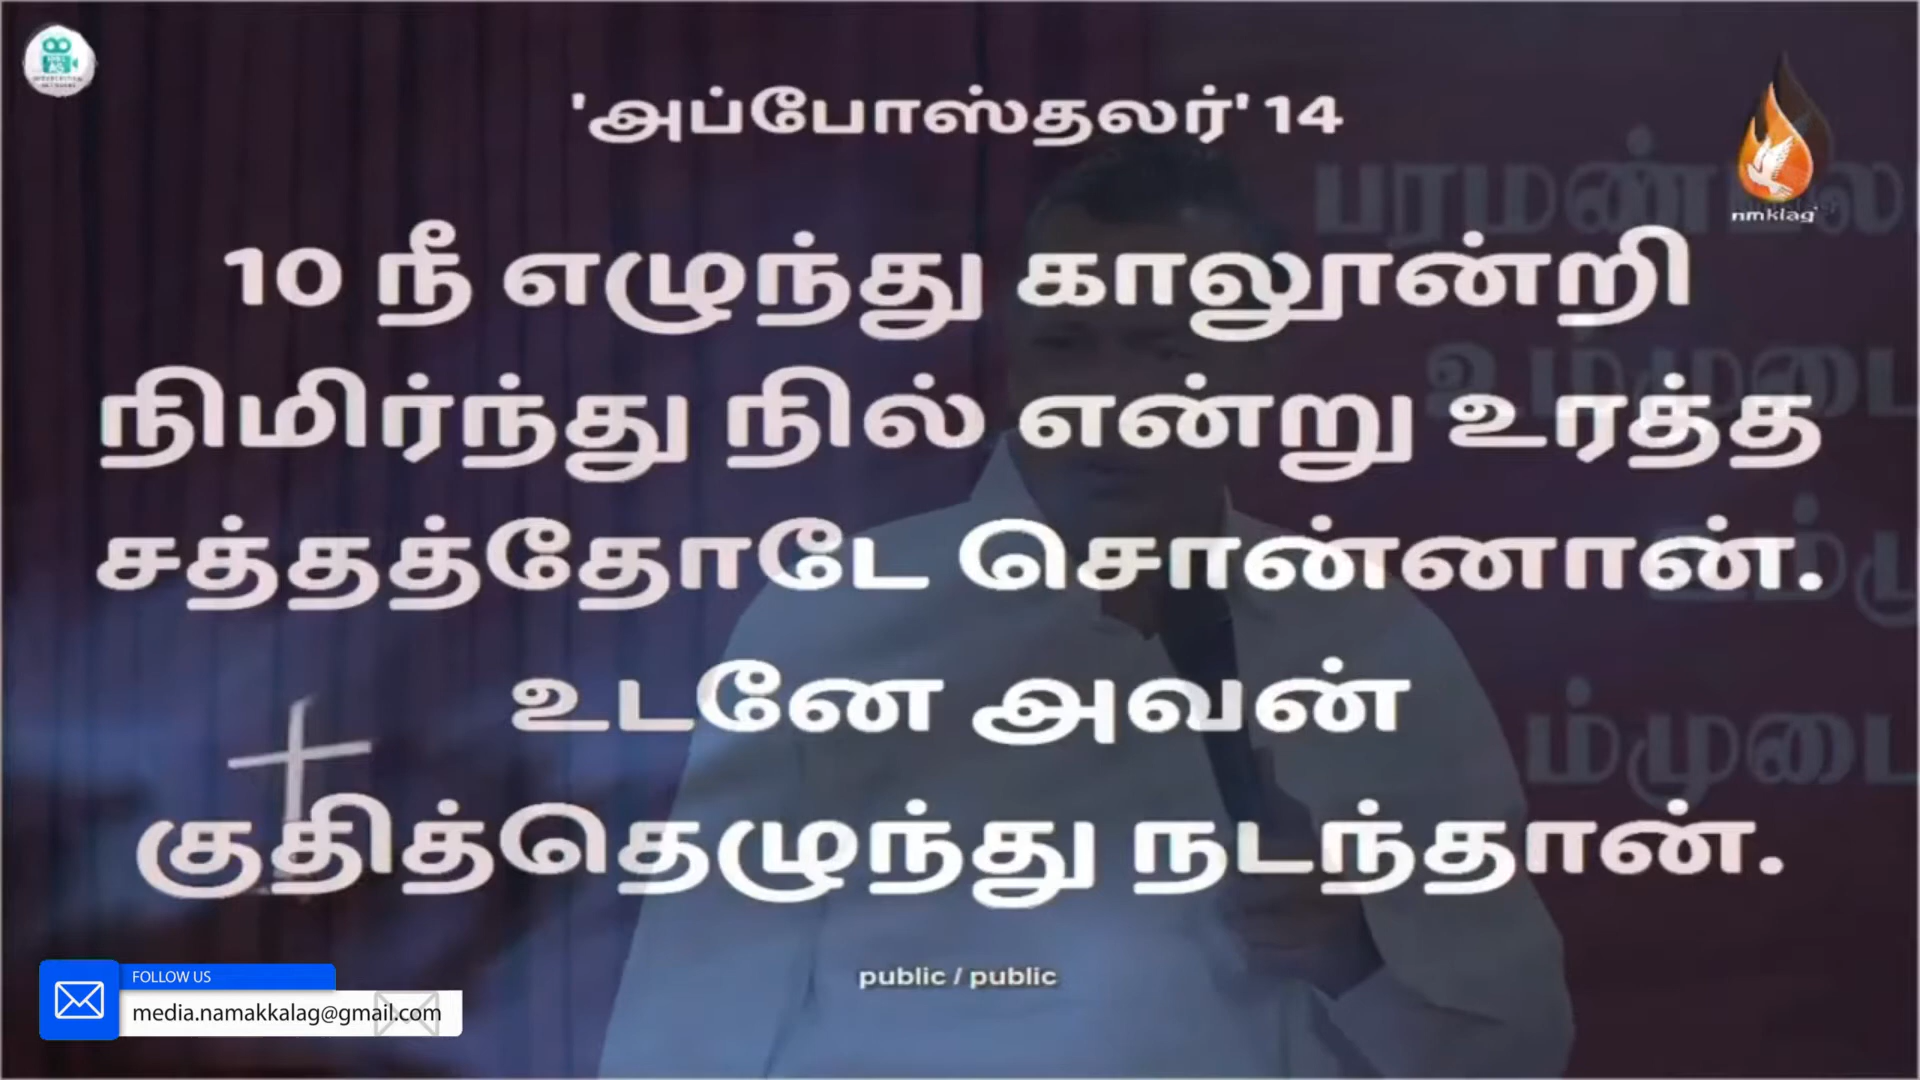 'அப்போஸ்தலர்' 14
nmklag
10 நீ எழுந்து காலூன்றி
நிமிர்ந்து நில் என்று உரத்த
சத்தத்தோடே சொன்னான்.
உடனே அவன்
குதித்தெழுந்து நடந்தான்.
public / public
FOLLOW US
media.namakkalag@gmail.com
உம்முடை
ம்முடை